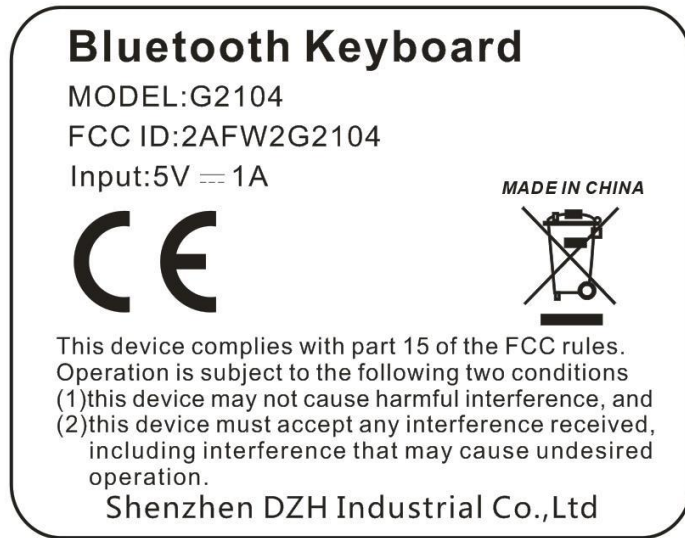 Bluetooth Keyboard
MODEL:G2104
FCC ID:2AFW2G2104
Input:5V ⎓ 1A
MADE IN CHINA
CE
This device complies with part 15 of the FCC rules.
Operation is subject to the following two conditions
(1)this device may not cause harmful interference, and
(2)this device must accept any interference received,
including interference that may cause undesired
operation.
Shenzhen DZH Industrial Co.,Ltd